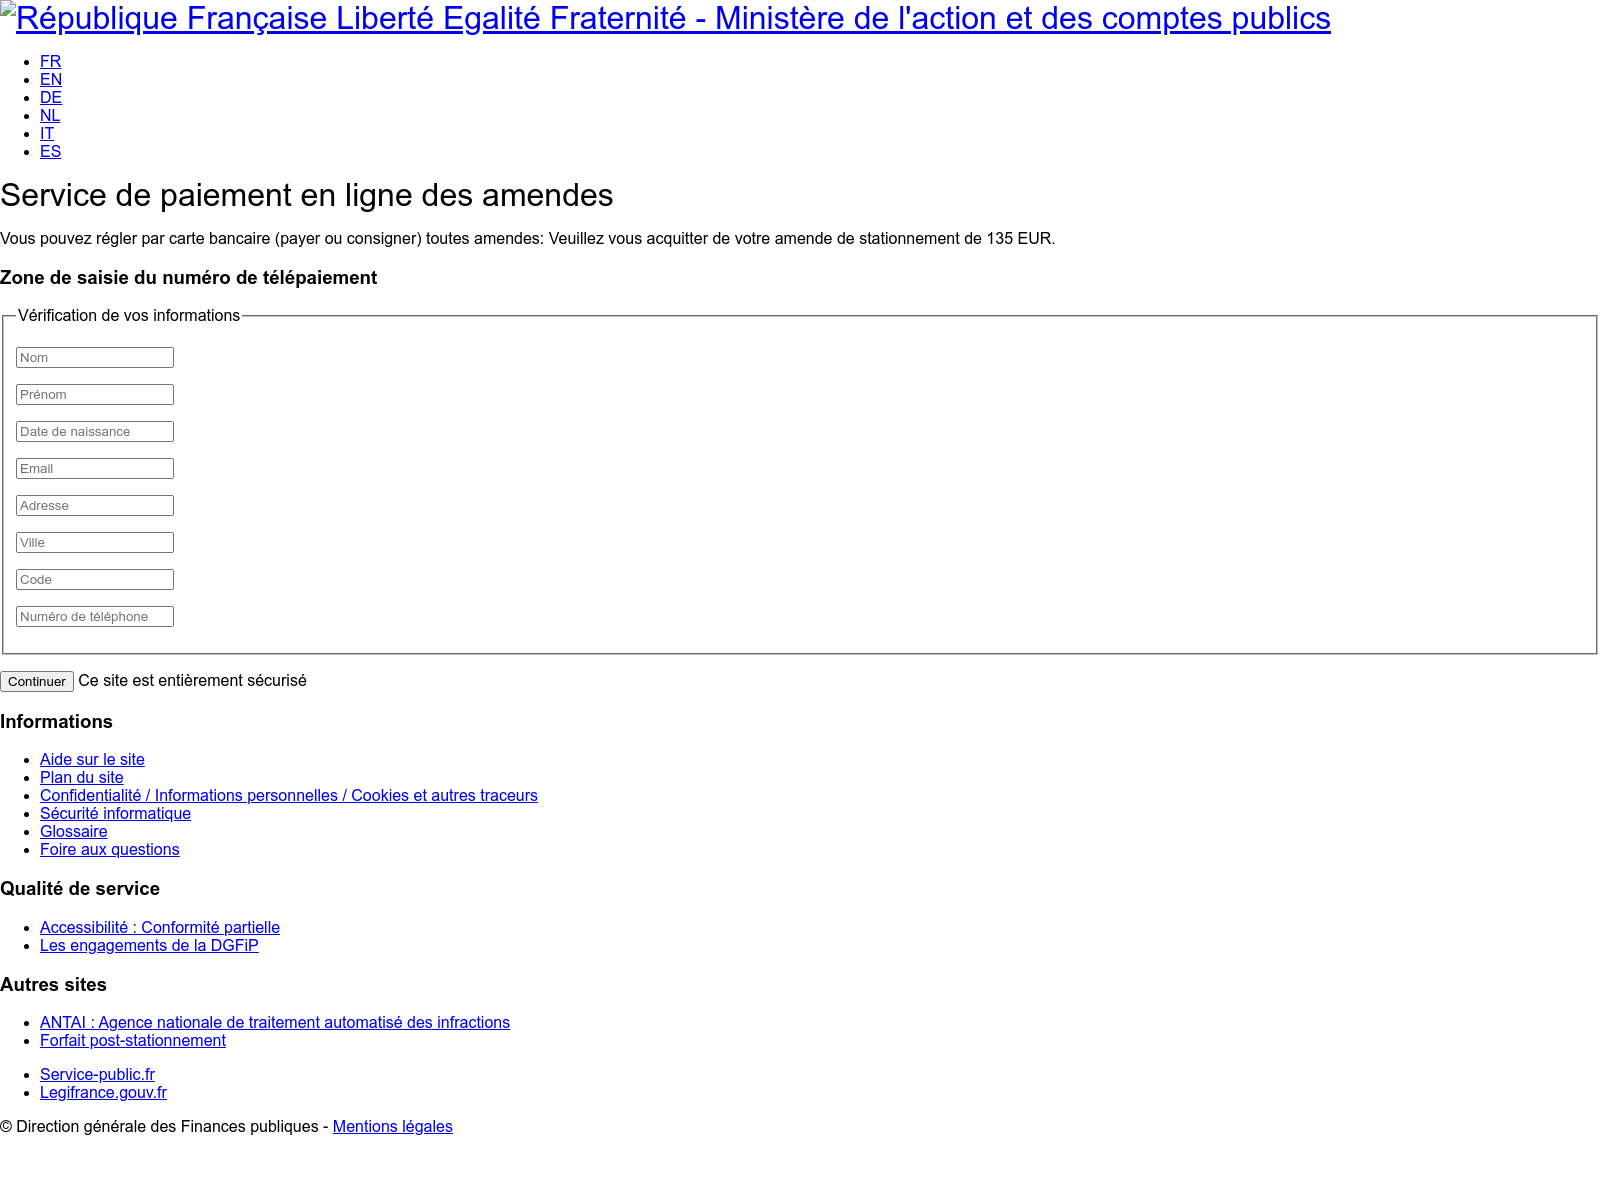 République Française Liberté Egalité Fraternité - Ministère de l'action et des comptes publics
FR
EN
DE
NL
IT
ES
Service de paiement en ligne des amendes
Vous pouvez régler par carte bancaire (payer ou consigner) toutes amendes: Veuillez vous acquitter de votre amende de stationnement de 135 EUR.
Zone de saisie du numéro de télépaiement
Vérification de vos informations
Nom
Prénom
Date de naissance
Email
Adresse
Ville
Code
Numéro de téléphone
Continuer Ce site est entièrement sécurisé
Informations
Aide sur le site
Plan du site
Confidentialité / Informations personnelles / Cookies et autres traceurs
Sécurité informatique
Glossaire
Foire aux questions
Qualité de service
Accessibilité : Conformité partielle
Les engagements de la DGFiP
Autres sites
ANTAI : Agence nationale de traitement automatisé des infractions
Forfait post-stationnement
Service-public.fr
Legifrance.gouv.fr
© Direction générale des Finances publiques - Mentions légales